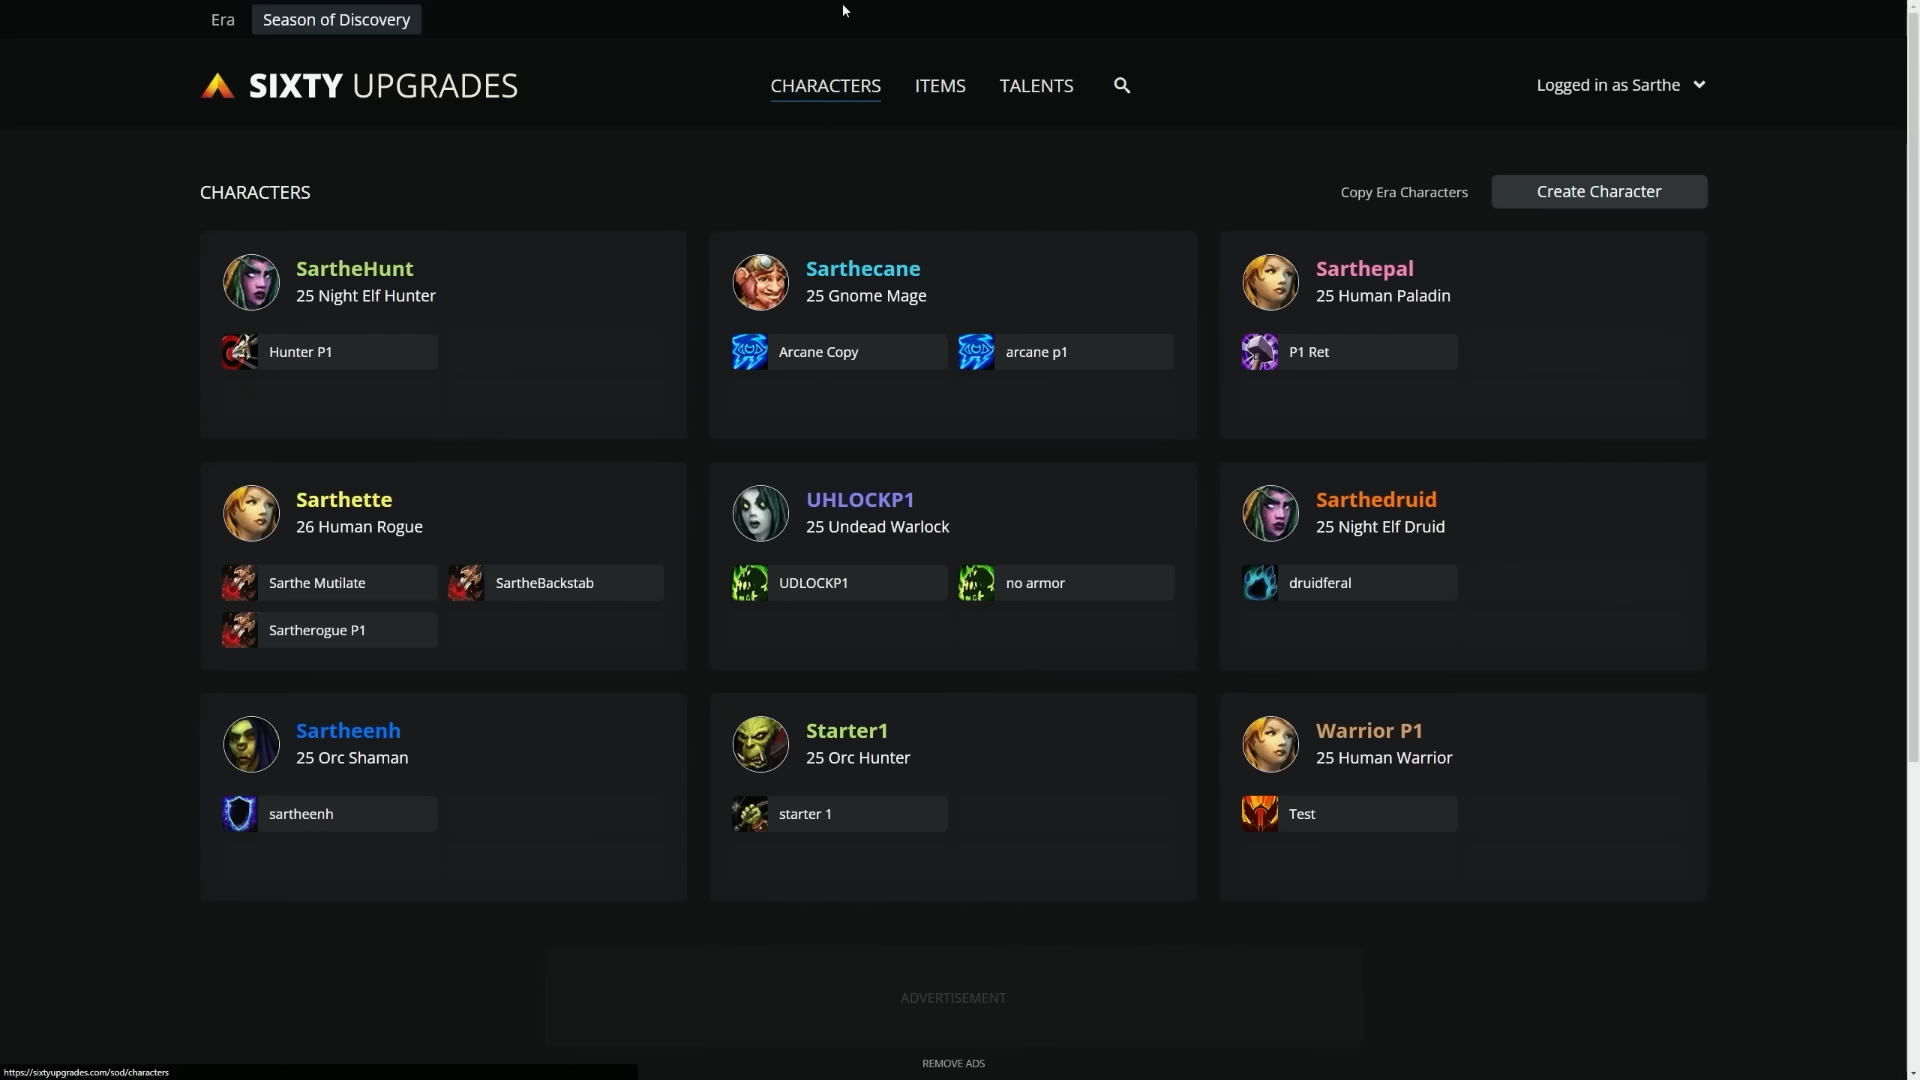 Era Season of Discovery
SIXTY UPGRADES CHARACTERS ITEMS TALENTS Logged in as Sarthe
CHARACTERS Copy Era Characters Create Character
SartheHunt
25 Night Elf Hunter
Hunter P1
Sarthecane
25 Gnome Mage
Arcane Copy arcane p1
Sarthepal
25 Human Paladin
P1 Ret
Sarthette
26 Human Rogue
Sarthe Mutilate SartheBackstab
Sartherogue P1
UHLOCKP1
25 Undead Warlock
UDLOCKP1 no armor
Sarthedruid
25 Night Elf Druid
druidferal
Sartheenh
25 Orc Shaman
sartheenh
Starter1
25 Orc Hunter
starter 1
Warrior P1
25 Human Warrior
Test
ADVERTISEMENT
REMOVE ADS
https://sixtyupgrades.com/sod/characters